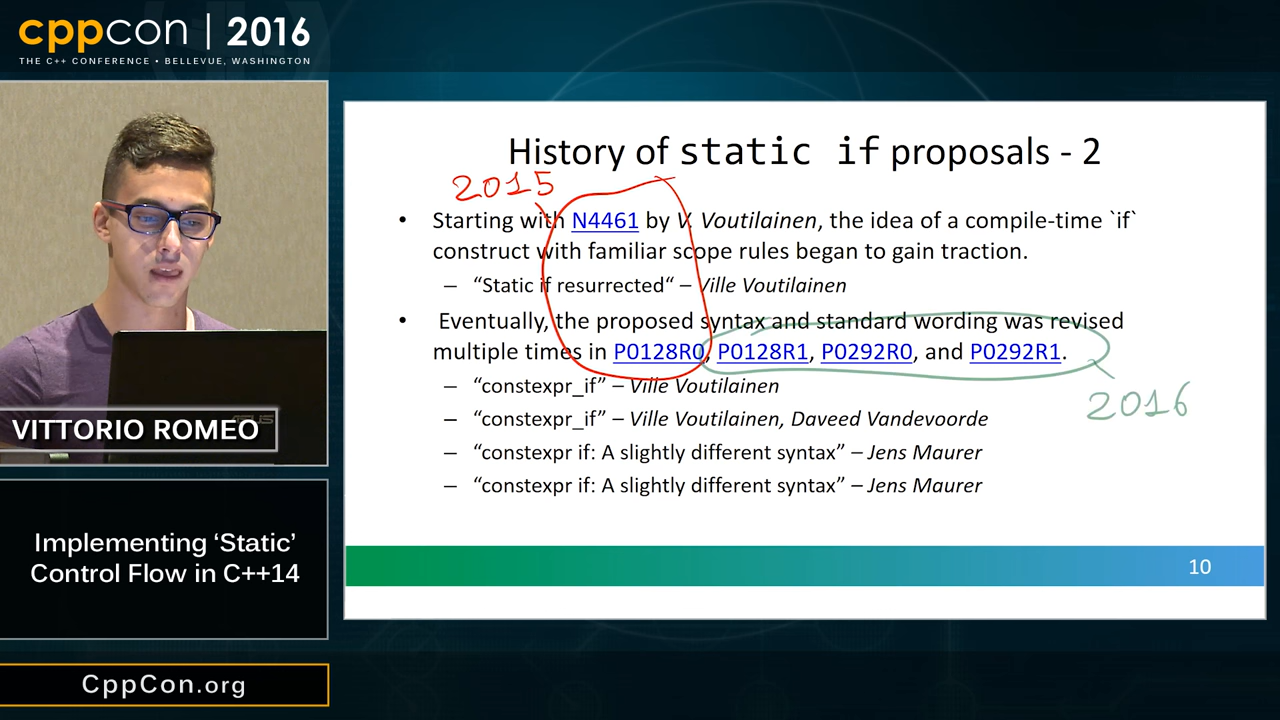 cppcon | 2016
THE C++ CONFERENCE • BELLEVUE, WASHINGTON
VITTORIO ROMEO
Implementing ‘Static’
Control Flow in C++14
CppCon.org
History of static if proposals - 2
2015
• Starting with N4461 by V. Voutilainen, the idea of a compile-time `if`
construct with familiar scope rules began to gain traction.
– “Static if resurrected“ – Ville Voutilainen
• Eventually, the proposed syntax and standard wording was revised
multiple times in P0128R0, P0128R1, P0292R0, and P0292R1.
– “constexpr_if” – Ville Voutilainen
2016
– “constexpr_if” – Ville Voutilainen, Daveed Vandevoorde
– “constexpr if: A slightly different syntax” – Jens Maurer
– “constexpr if: A slightly different syntax” – Jens Maurer
10